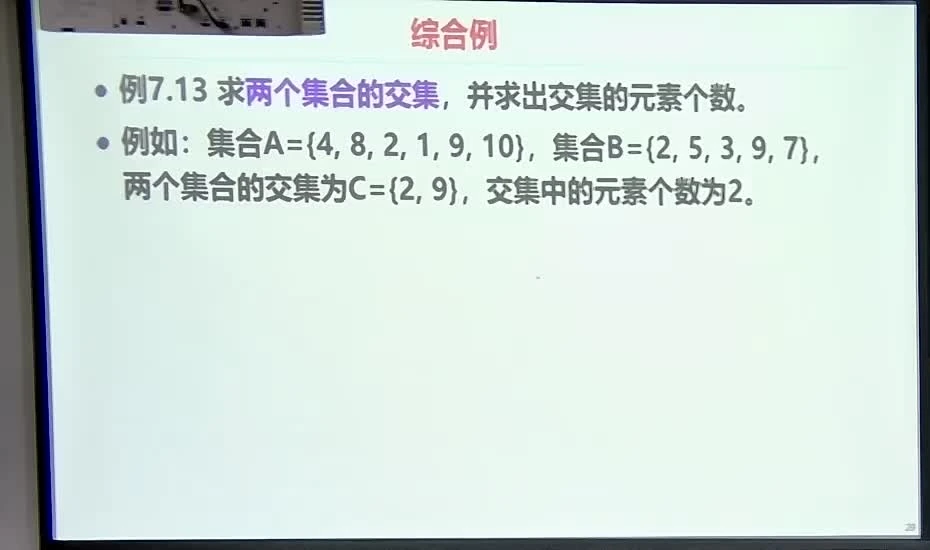 综合例
• 例7.13 求两个集合的交集，并求出交集的元素个数。
• 例如：集合A={4, 8, 2, 1, 9, 10}，集合B={2, 5, 3, 9, 7}，
两个集合的交集为C={2, 9}，交集中的元素个数为2。
29